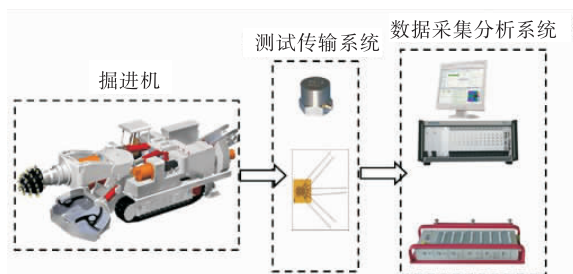 掘进机
测试传输系统
数据采集分析系统